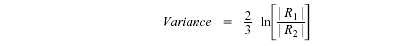 Variance = 2/3 ln[| R₁ | / | R₂ |]